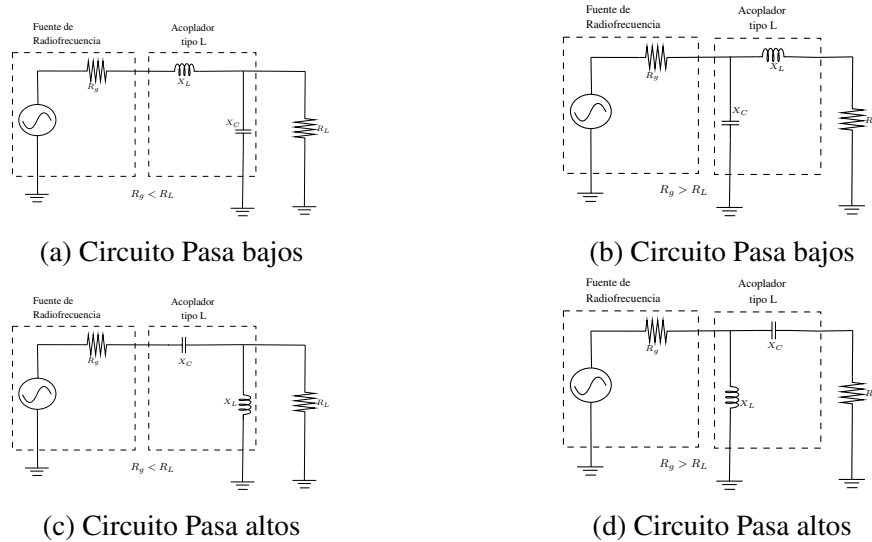 Fuente de
Radiofrecuencia
Acoplador
tipo L
R_g
X_L
X_C
R_L
R_g < R_L
(a) Circuito Pasa bajos
Fuente de
Radiofrecuencia
Acoplador
tipo L
R_g
X_L
X_C
R
R_g > R_L
(b) Circuito Pasa bajos
Fuente de
Radiofrecuencia
Acoplador
tipo L
R_g
X_C
X_L
R_L
R_g < R_L
(c) Circuito Pasa altos
Fuente de
Radiofrecuencia
Acoplador
tipo L
R_g
X_C
X_L
R
R_g > R_L
(d) Circuito Pasa altos